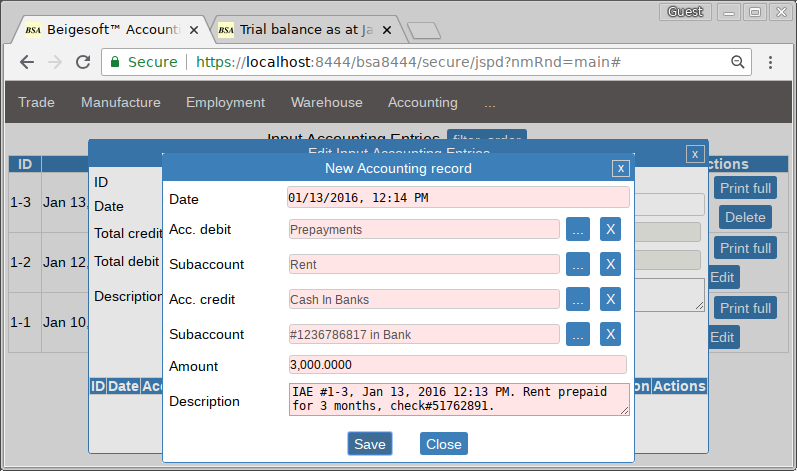 Guest
BSA Beigesoft™ Accounti
BSA Trial balance as at Ja
Secure https://localhost:8444/bsa8444/secure/jspd?nmRnd=main#
Trade Manufacture Employment Warehouse Accounting ...
Input Accounting Entries filter, order
Edit Input Accounting Entries x
New Accounting record x
ID ctions
ID
Date
Total credit
Total debit
Description
1-3 Jan 13, Print full
Delete
1-2 Jan 12, Print full
Edit
1-1 Jan 10, Print full
Edit
ID Date Acc on Actions
Date 01/13/2016, 12:14 PM
Acc. debit Prepayments ... X
Subaccount Rent ... X
Acc. credit Cash In Banks ... X
Subaccount #1236786817 in Bank ... X
Amount 3,000.0000
Description IAE #1-3, Jan 13, 2016 12:13 PM. Rent prepaid
for 3 months, check#51762891.
Save Close